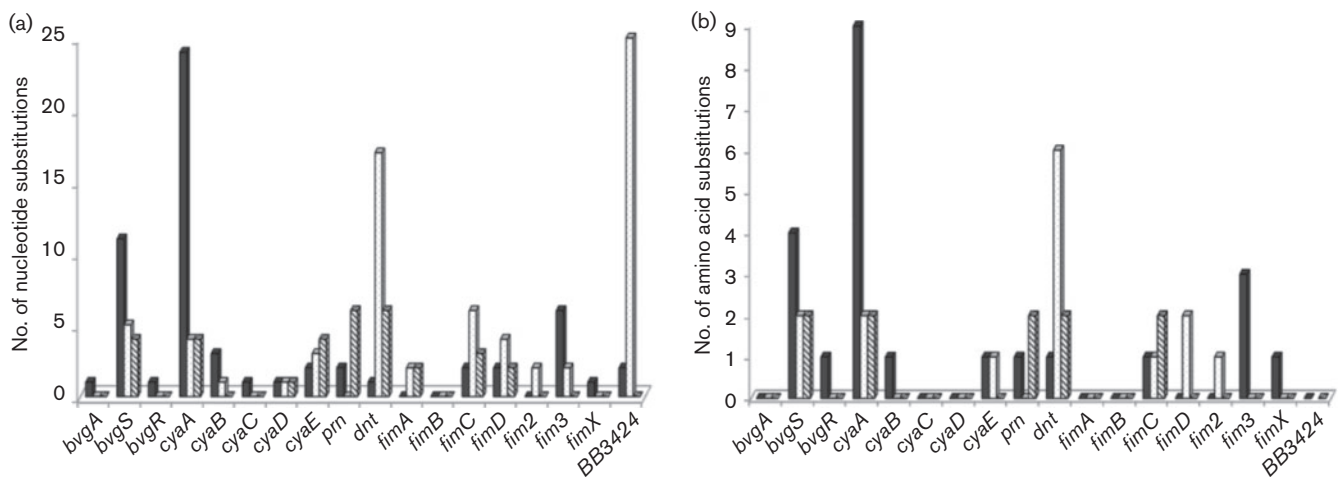 (a)
No. of nucleotide substitutions
25
20
15
10
5
0
bvgA
bvgS
bvgR
cyaA
cyaB
cyaC
cyaD
cyaE
prn
dnt
fimA
fimB
fimC
fimD
fim2
fim3
fimX
BB3424
(b)
No. of amino acid substitutions
9
8
7
6
5
4
3
2
1
0
bvgA
bvgS
bvgR
cyaA
cyaB
cyaC
cyaD
cyaE
prn
dnt
fimA
fimB
fimC
fimD
fim2
fim3
fimX
BB3424